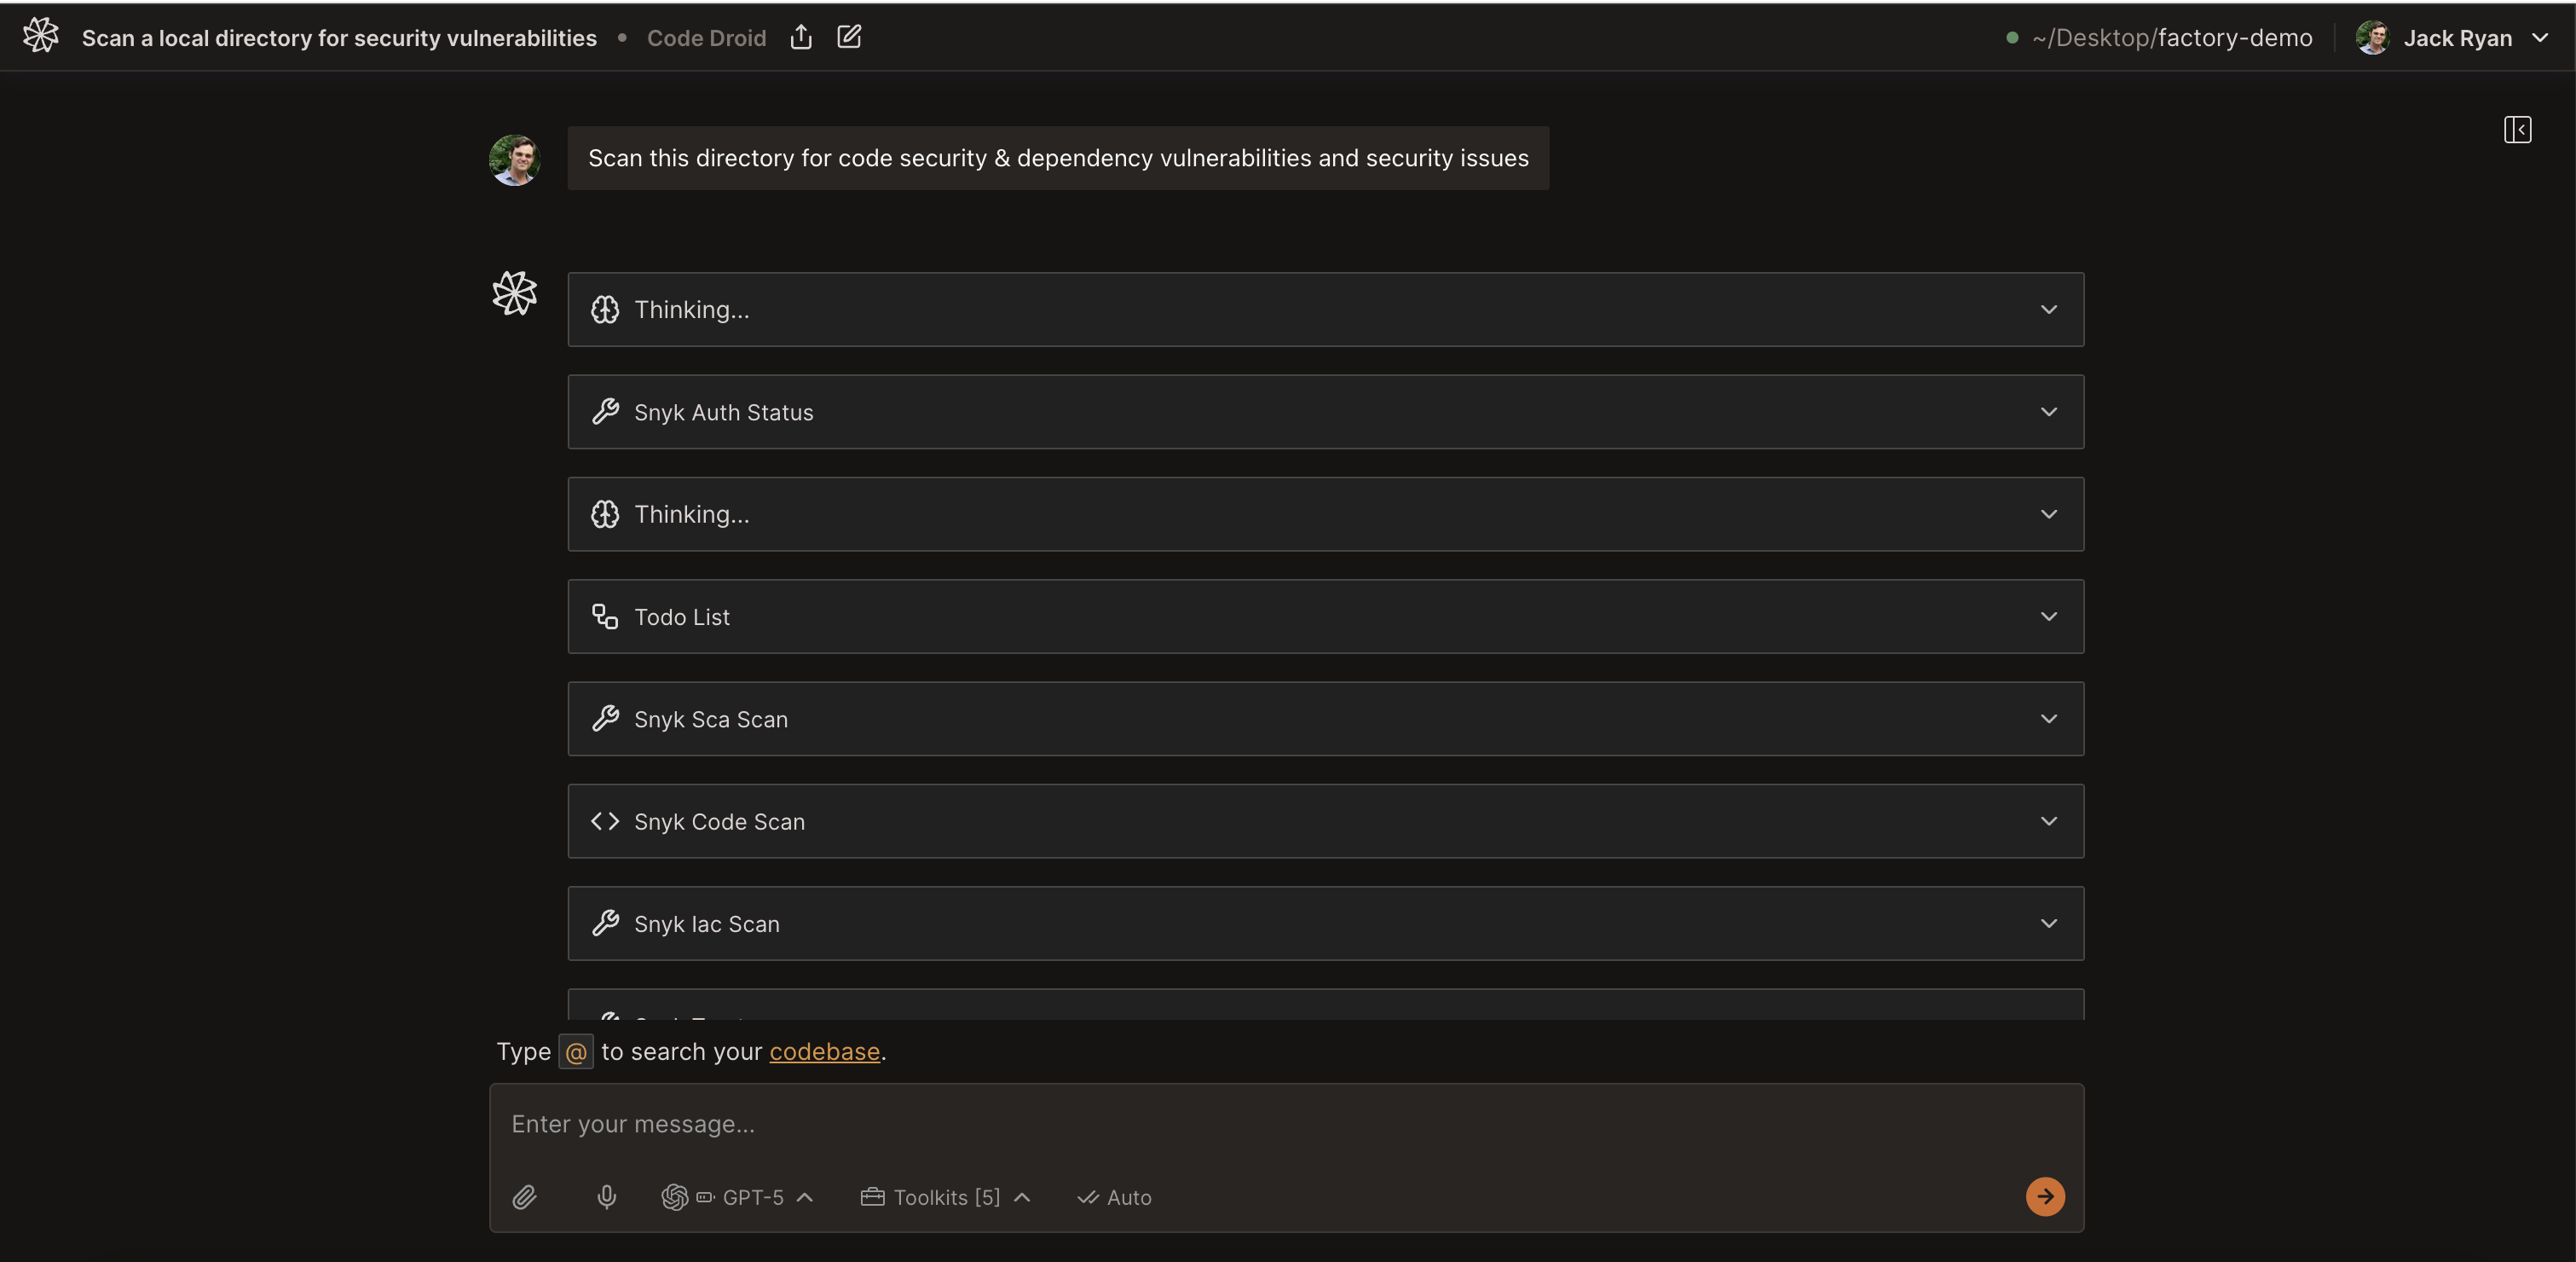 Scan a local directory for security vulnerabilities • Code Droid
~/Desktop/factory-demo
Jack Ryan
Scan this directory for code security & dependency vulnerabilities and security issues
Thinking...
Snyk Auth Status
Thinking...
Todo List
Snyk Sca Scan
Snyk Code Scan
Snyk Iac Scan
Type @ to search your codebase.
Enter your message...
GPT-5
Toolkits [5]
Auto